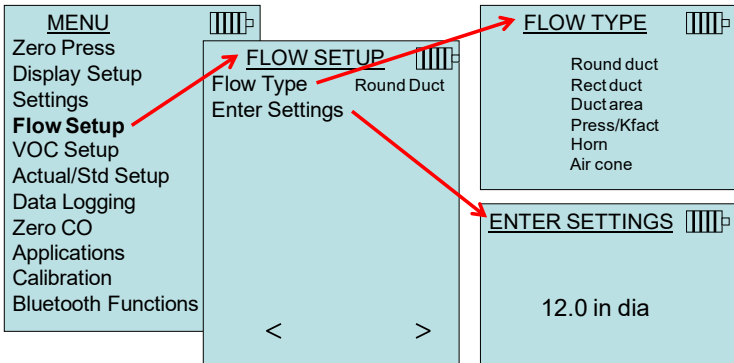 MENU
Zero Press
Display Setup
Settings
Flow Setup
VOC Setup
Actual/Std Setup
Data Logging
Zero CO
Applications
Calibration
Bluetooth Functions
FLOW SETUP
Flow Type Round Duct
Enter Settings
< >
FLOW TYPE
Round duct
Rect duct
Duct area
Press/Kfact
Horn
Air cone
ENTER SETTINGS
12.0 in dia